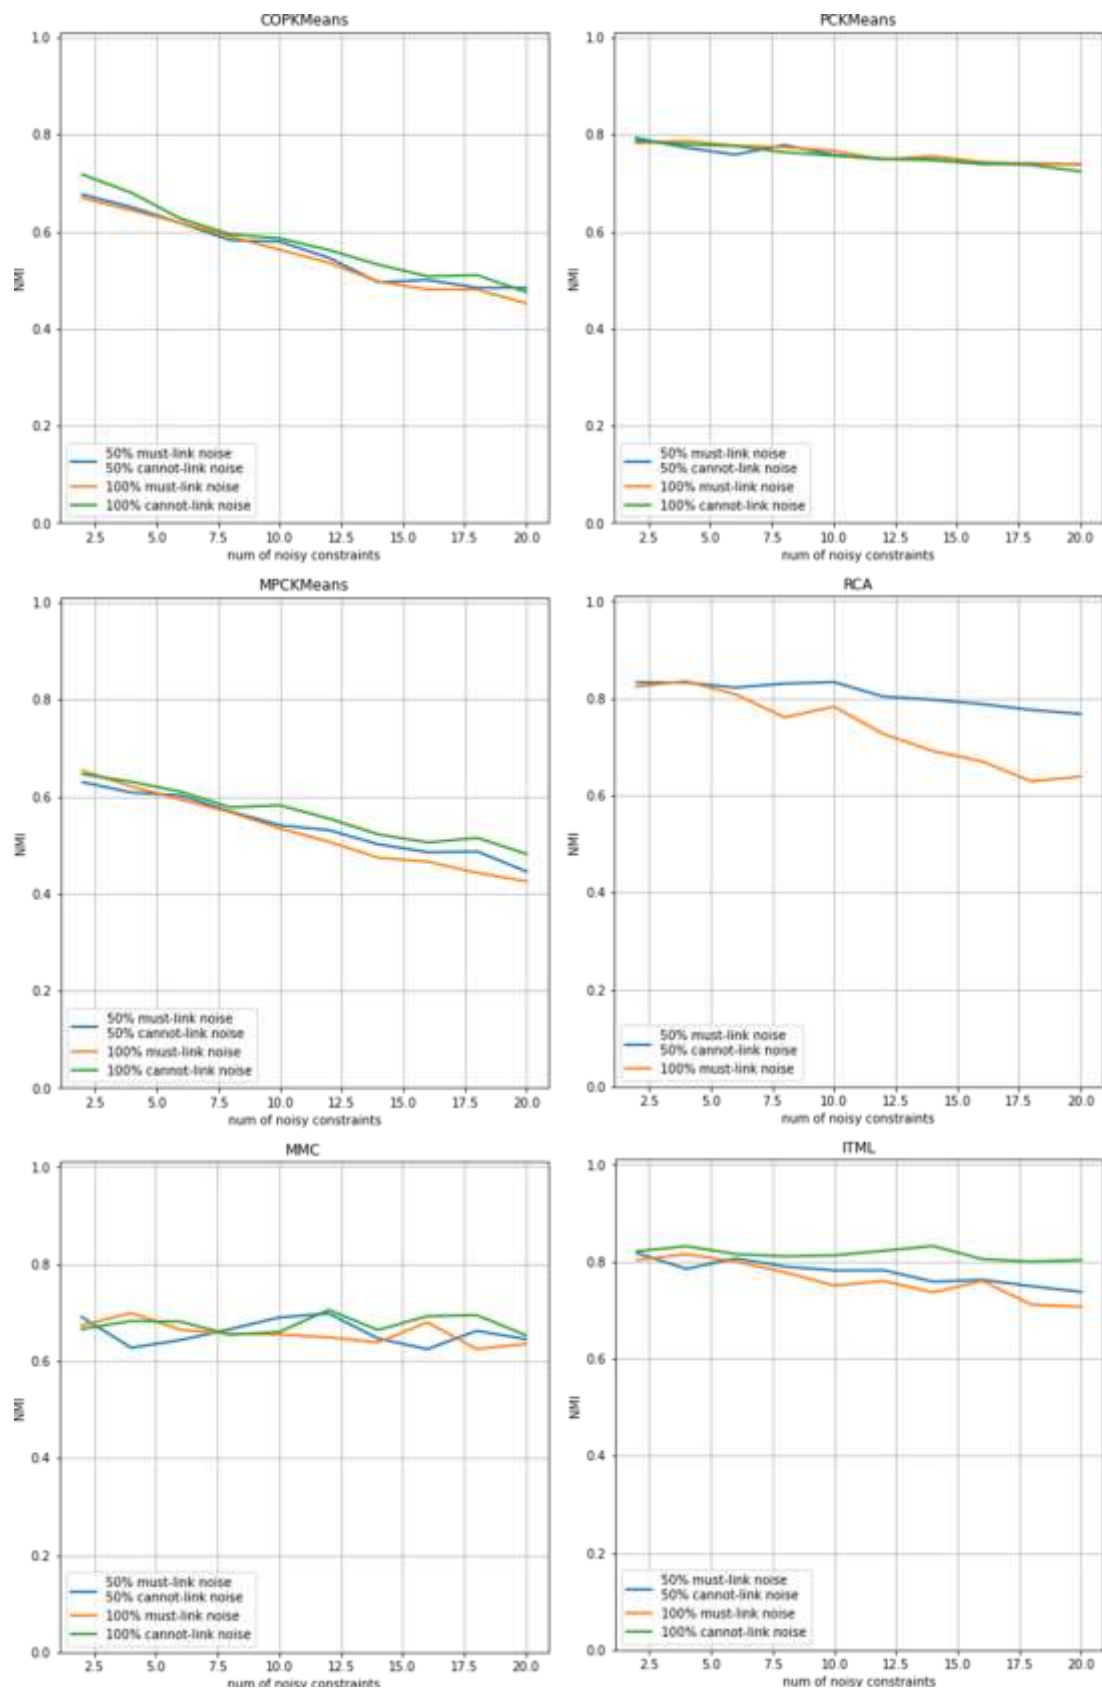 COPKMeans
1.0
0.8
0.6
0.4
0.2
0.0
NMI
50% must-link noise
50% cannot-link noise
100% must-link noise
100% cannot-link noise
2.5 5.0 7.5 10.0 12.5 15.0 17.5 20.0
num of noisy constraints
PCKMeans
1.0
0.8
0.6
0.4
0.2
0.0
NMI
50% must-link noise
50% cannot-link noise
100% must-link noise
100% cannot-link noise
2.5 5.0 7.5 10.0 12.5 15.0 17.5 20.0
num of noisy constraints
MPCKMeans
1.0
0.8
0.6
0.4
0.2
0.0
NMI
50% must-link noise
50% cannot-link noise
100% must-link noise
100% cannot-link noise
2.5 5.0 7.5 10.0 12.5 15.0 17.5 20.0
num of noisy constraints
RCA
1.0
0.8
0.6
0.4
0.2
0.0
NMI
50% must-link noise
50% cannot-link noise
100% must-link noise
2.5 5.0 7.5 10.0 12.5 15.0 17.5 20.0
num of noisy constraints
MMC
1.0
0.8
0.6
0.4
0.2
0.0
NMI
50% must-link noise
50% cannot-link noise
100% must-link noise
100% cannot-link noise
2.5 5.0 7.5 10.0 12.5 15.0 17.5 20.0
num of noisy constraints
ITML
1.0
0.8
0.6
0.4
0.2
0.0
NMI
50% must-link noise
50% cannot-link noise
100% must-link noise
100% cannot-link noise
2.5 5.0 7.5 10.0 12.5 15.0 17.5 20.0
num of noisy constraints